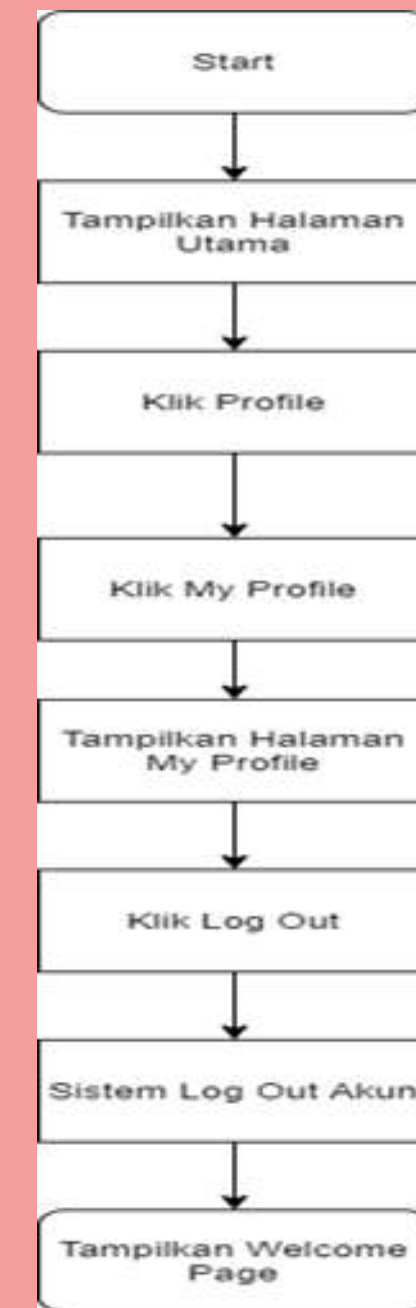 Start
Tampilkan Halaman
Utama
Klik Profile
Klik My Profile
Tampilkan Halaman
My Profile
Klik Log Out
Sistem Log Out Akun
Tampilkan Welcome
Page